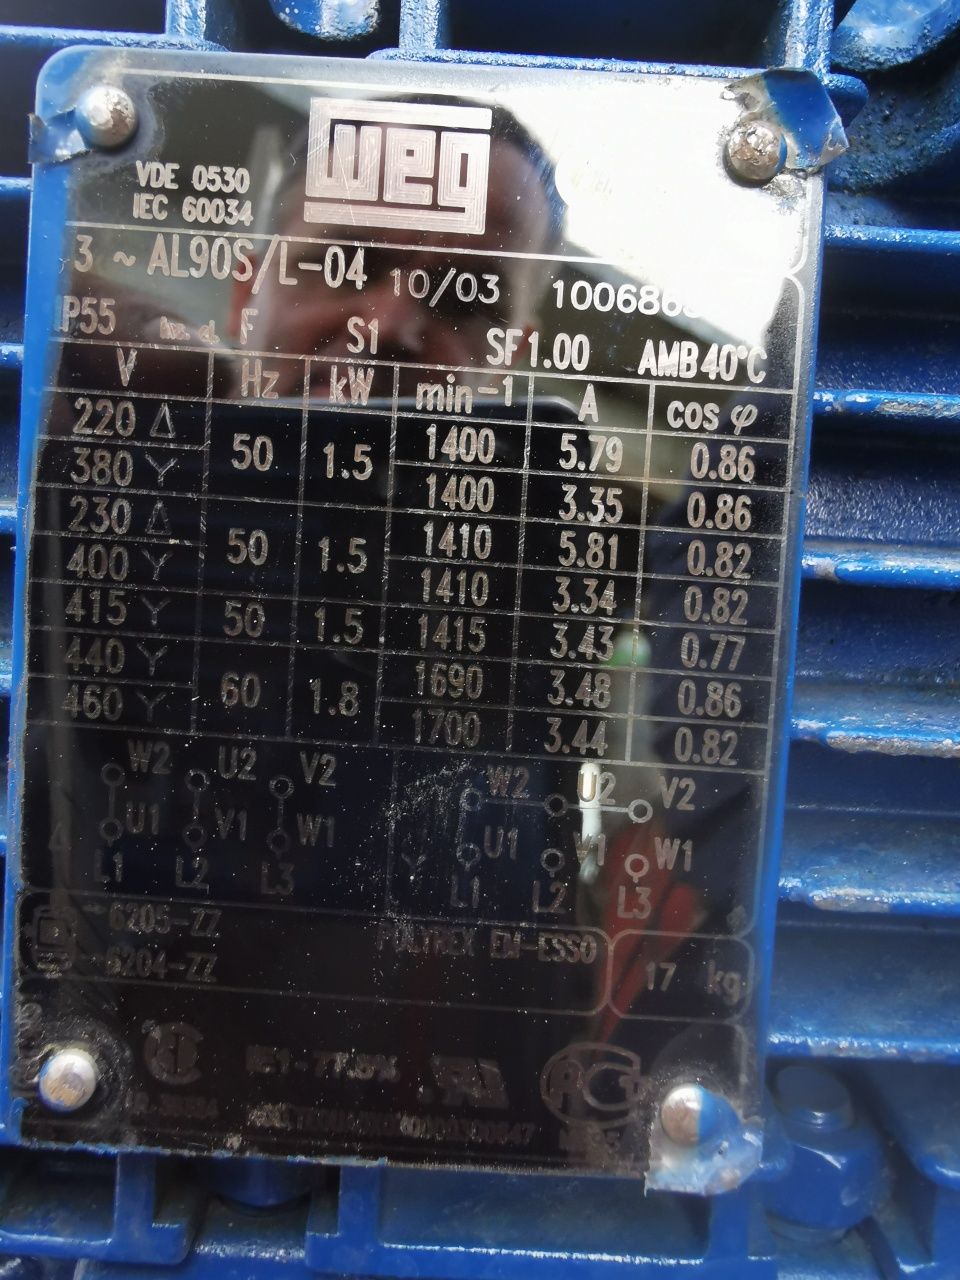 WEG
VDE 0530
IEC 60034
3 ~ AL90S/L-04 10/03 100686
IP55 F S1 SF1.00 AMB40°C
V Hz kW min-1 A cos φ
220 Δ 50 1.5 1400 5.79 0.86
380 Y 1400 3.35 0.86
230 Δ 50 1.5 1410 5.81 0.82
400 Y 1410 3.34 0.82
415 Y 50 1.5 1415 3.43 0.77
440 Y 60 1.8 1690 3.48 0.86
460 Y 1700 3.44 0.82
W2 U2 V2 W2 U2 V2
Δ U1 V1 W1 Y U1 V1 W1
L1 L2 L3 L1 L2 L3
6205-ZZ POLYREX EM-ESSO
6204-ZZ 17 kg